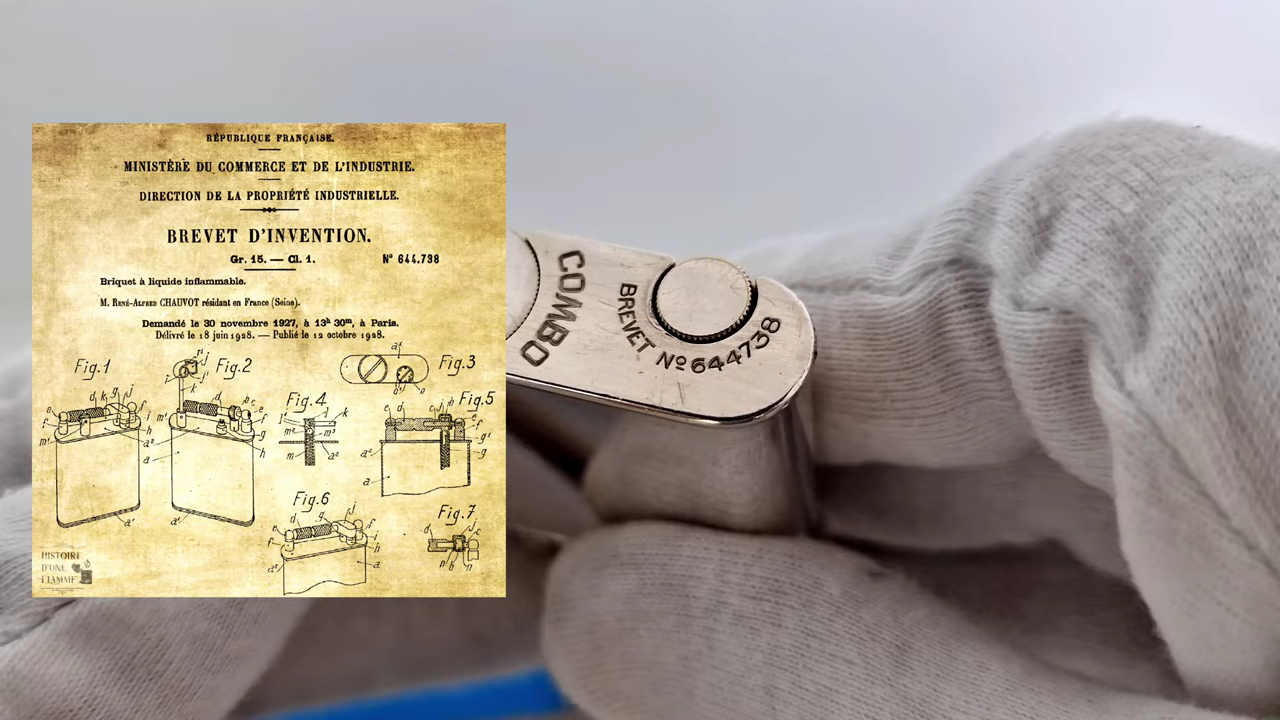 RÉPUBLIQUE FRANÇAISE.
MINISTÈRE DU COMMERCE ET DE L'INDUSTRIE.
DIRECTION DE LA PROPRIÉTÉ INDUSTRIELLE.
BREVET D'INVENTION.
Gr. 15. — Cl. 1. N° 644.738
Briquet à liquide inflammable.
M. René-Alfred CHAUVOT résidant en France (Seine).
Demandé le 30 novembre 1927, à 13ʰ 30ᵐ, à Paris.
Délivré le 18 juin 1928. — Publié le 12 octobre 1928.
Fig.1
Fig.2
Fig.3
Fig.4
Fig.5
Fig.6
Fig.7
HISTOIRE
D'UNE
FLAMME
COMBO
BREVET Nº 644738